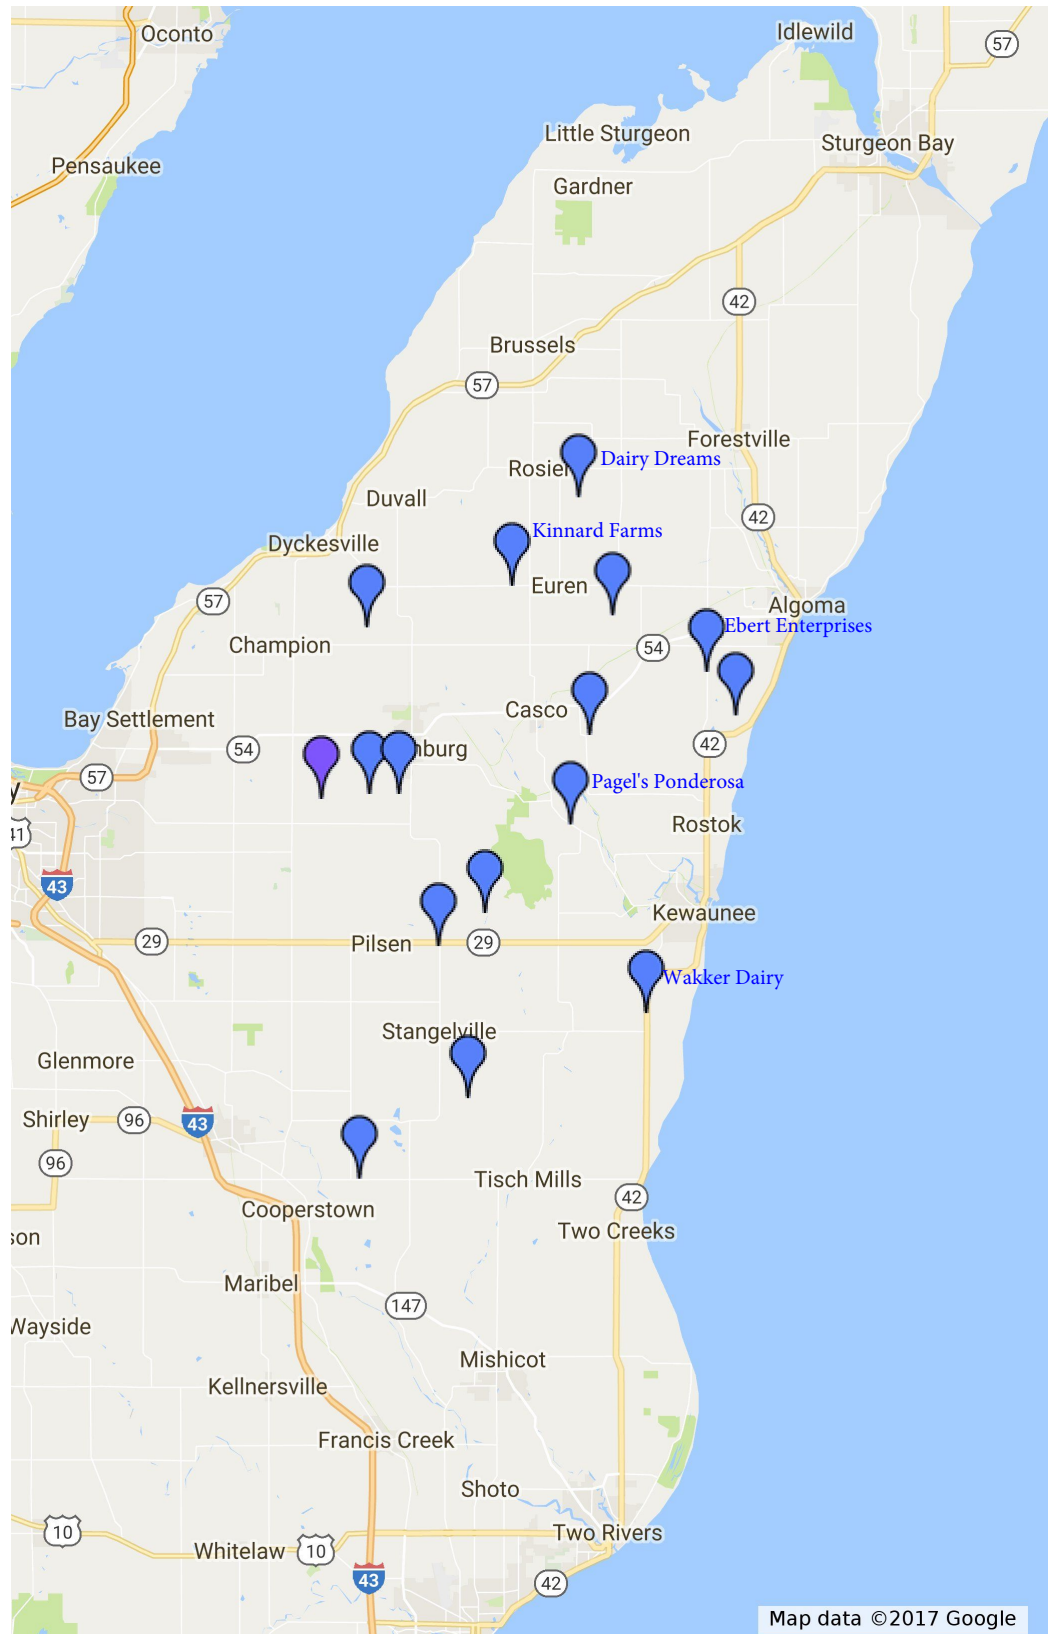 Oconto
Idlewild
57
Little Sturgeon
Sturgeon Bay
Pensaukee
Gardner
42
Brussels
57
Forestville
Dairy Dreams
Rosier
Duvall
42
Kinnard Farms
Dyckesville
Euren
57
Algoma
Ebert Enterprises
Champion
54
Casco
Bay Settlement
42
54
nburg
57
Pagel's Ponderosa
y
Rostok
41
43
Kewaunee
29
Pilsen
29
Wakker Dairy
Stangelville
Glenmore
Shirley
96
43
96
Tisch Mills
42
Cooperstown
Two Creeks
son
Maribel
147
Wayside
Mishicot
Kellnersville
Francis Creek
Shoto
10
Two Rivers
Whitelaw
10
43
42
Map data ©2017 Google